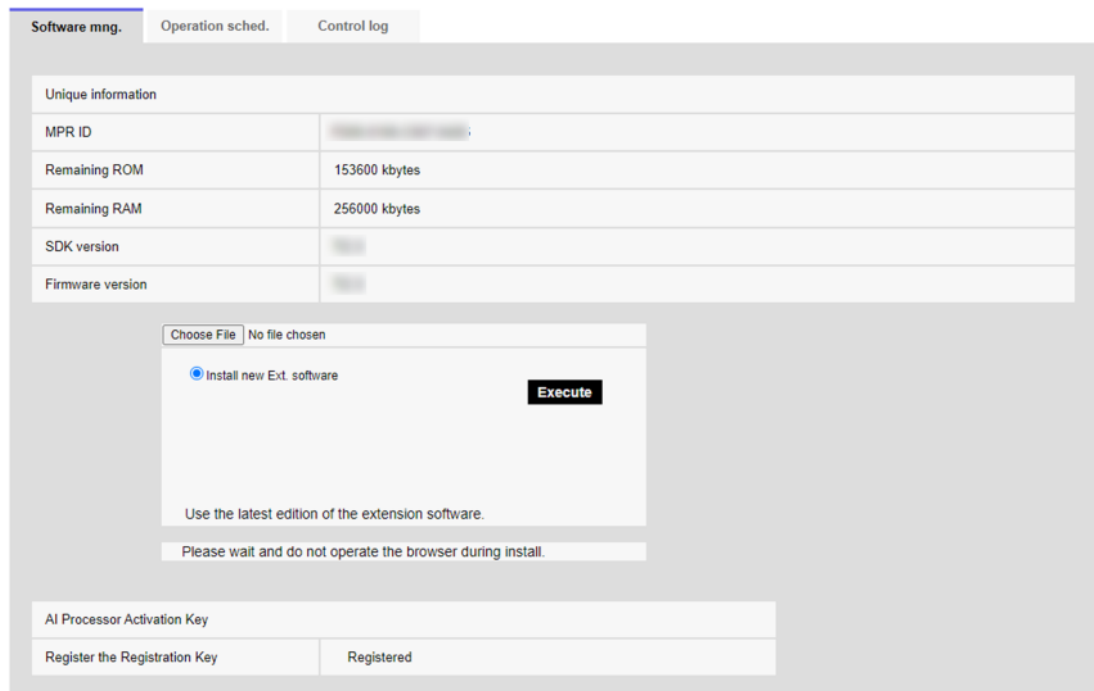 Software mng. Operation sched. Control log
Unique information
MPR ID
Remaining ROM 153600 kbytes
Remaining RAM 256000 kbytes
SDK version
Firmware version
Choose File No file chosen
Install new Ext. software
Execute
Use the latest edition of the extension software.
Please wait and do not operate the browser during install.
AI Processor Activation Key
Register the Registration Key Registered